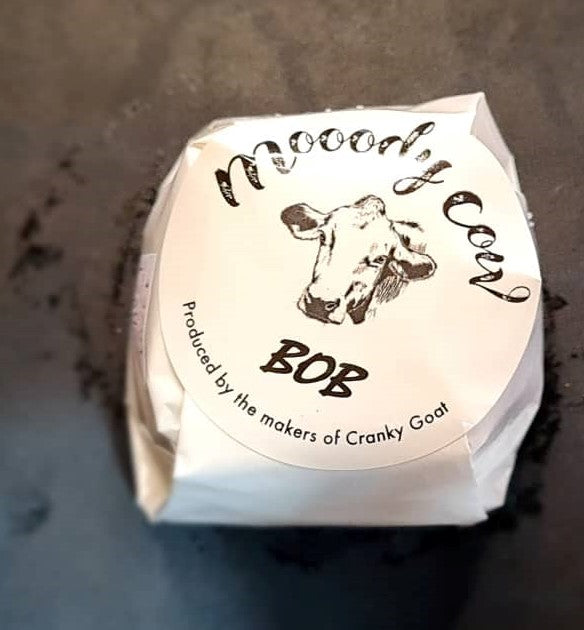 Mooody Cow
BOB
Produced by the makers of Cranky Goat